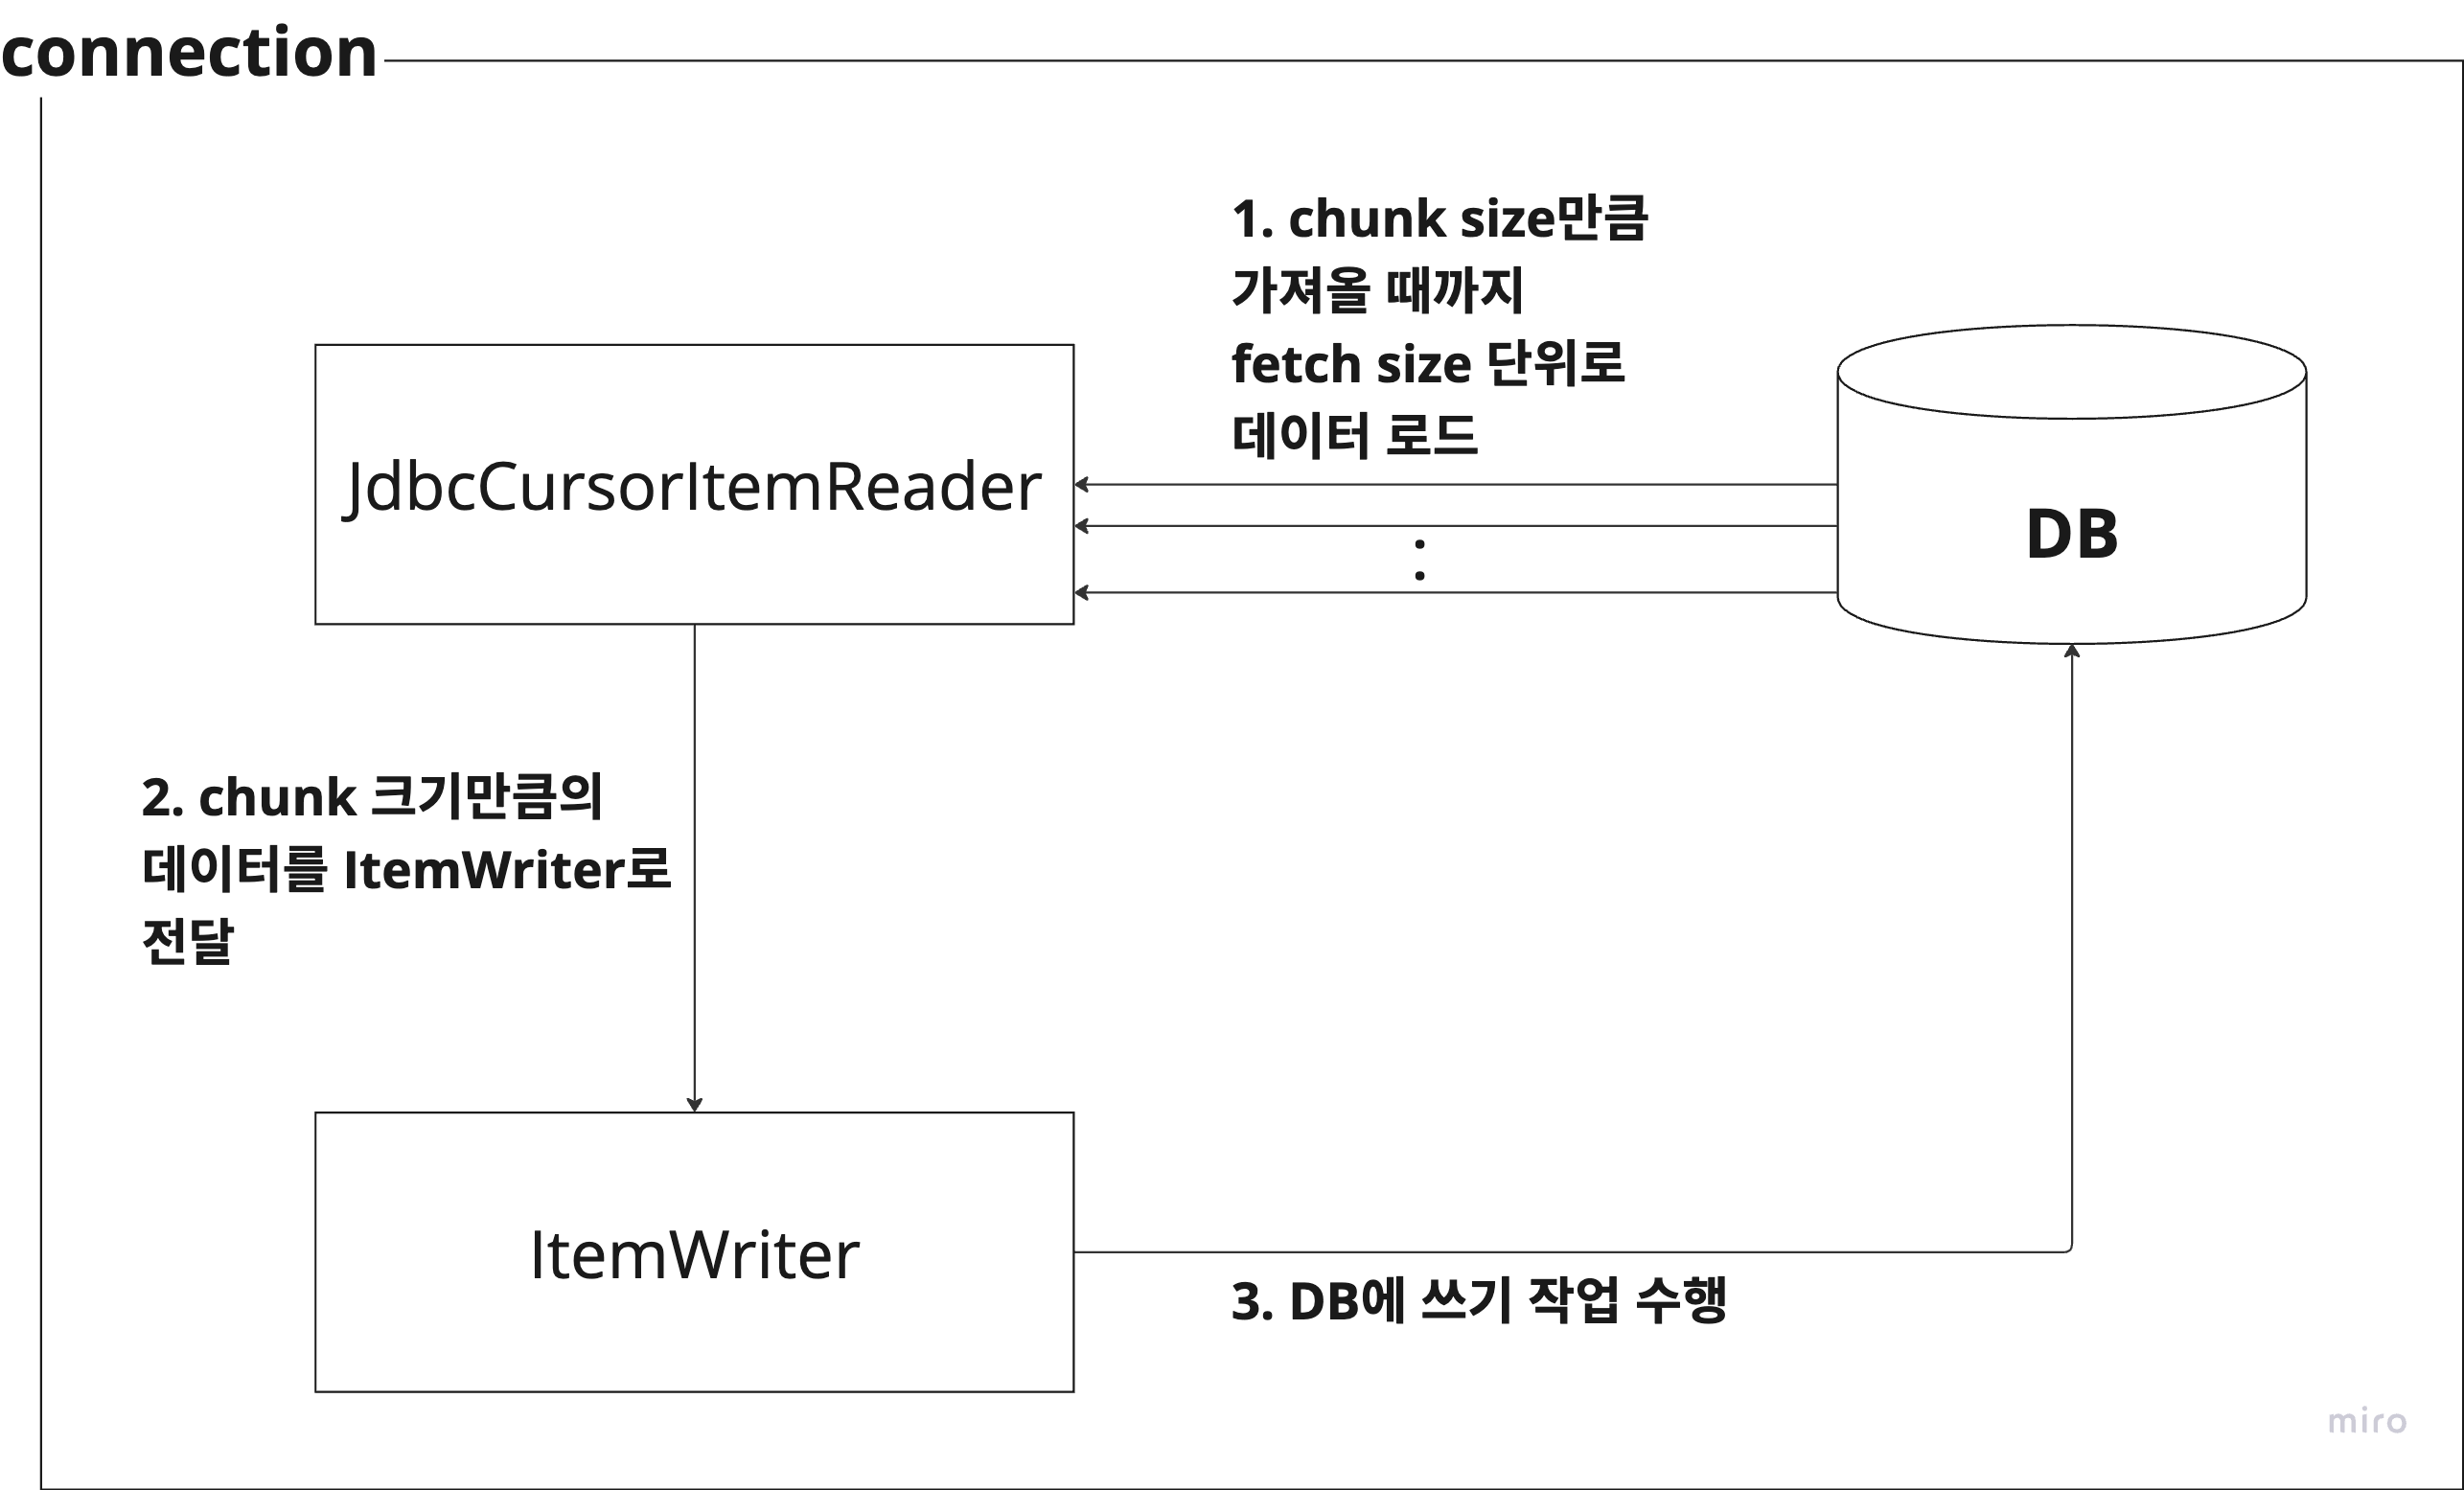 connection
1. chunk size만큼
가져올 때까지
fetch size 단위로
데이터 로드
JdbcCursorItemReader
:
DB
2. chunk 크기만큼의
데이터를 ItemWriter로
전달
ItemWriter
3. DB에 쓰기 작업 수행
miro